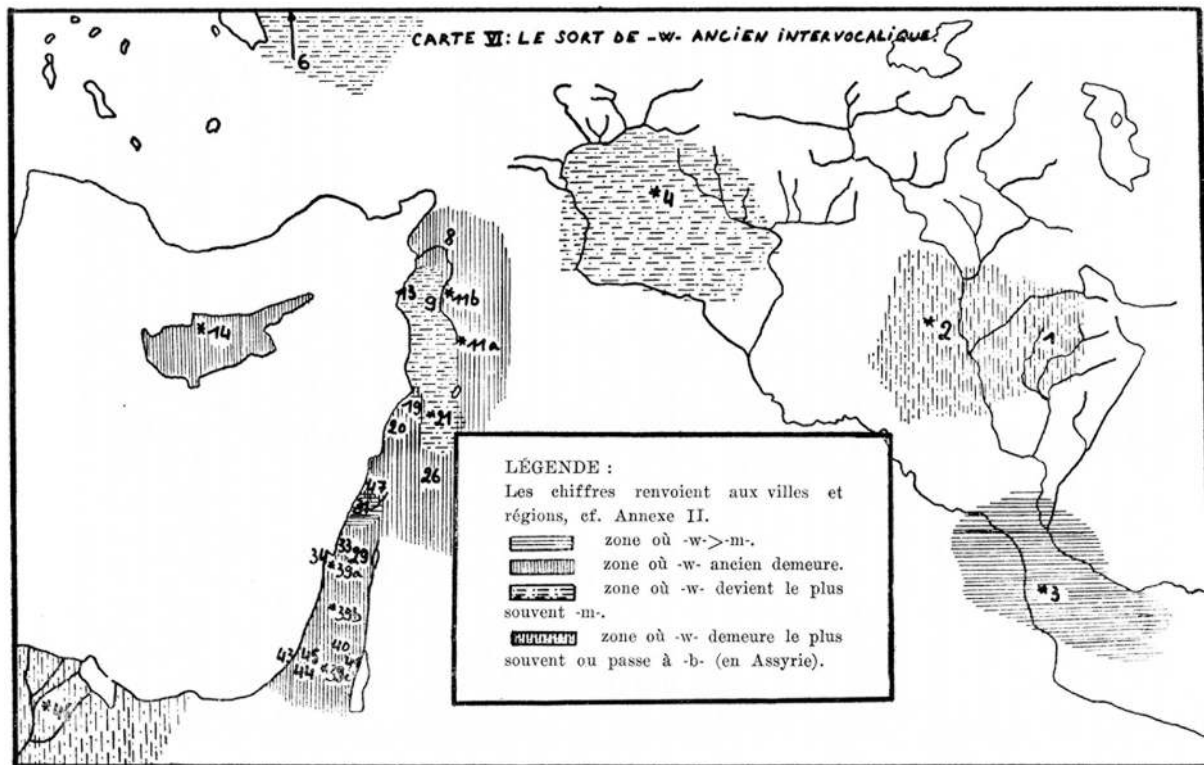 CARTE VI: LE SORT DE -W- ANCIEN INTERVOCALIQUE.
6
*4
8
13
9
*11b
*14
*11a
*2
1
19
*21
20
26
47
33
29
34
*39a
*39b
40
43
45
44
*3
LÉGENDE :
Les chiffres renvoient aux villes et
régions, cf. Annexe II.
zone où -w->-m-.
zone où -w- ancien demeure.
zone où -w- devient le plus
souvent -m-.
zone où -w- demeure le plus
souvent ou passe à -b- (en Assyrie).